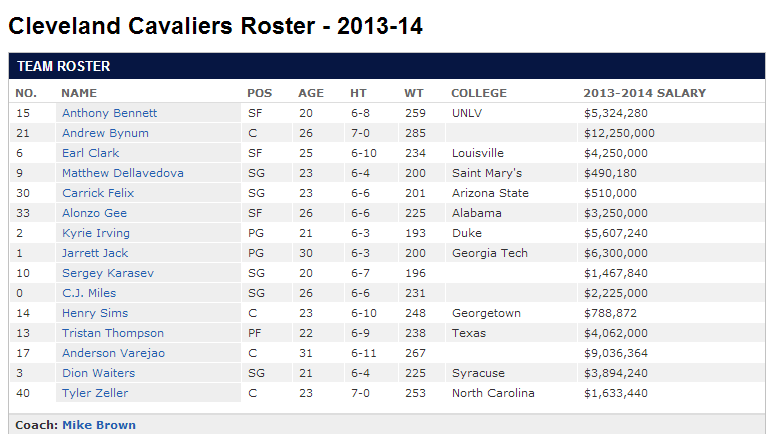 Cleveland Cavaliers Roster - 2013-14
TEAM ROSTER
NO. NAME POS AGE HT WT COLLEGE 2013-2014 SALARY
15 Anthony Bennett SF 20 6-8 259 UNLV $5,324,280
21 Andrew Bynum C 26 7-0 285 $12,250,000
6 Earl Clark SF 25 6-10 234 Louisville $4,250,000
9 Matthew Dellavedova SG 23 6-4 200 Saint Mary's $490,180
30 Carrick Felix SG 23 6-6 201 Arizona State $510,000
33 Alonzo Gee SF 26 6-6 225 Alabama $3,250,000
2 Kyrie Irving PG 21 6-3 193 Duke $5,607,240
1 Jarrett Jack PG 30 6-3 200 Georgia Tech $6,300,000
10 Sergey Karasev SG 20 6-7 196 $1,467,840
0 C.J. Miles SG 26 6-6 231 $2,225,000
14 Henry Sims C 23 6-10 248 Georgetown $788,872
13 Tristan Thompson PF 22 6-9 238 Texas $4,062,000
17 Anderson Varejao C 31 6-11 267 $9,036,364
3 Dion Waiters SG 21 6-4 225 Syracuse $3,894,240
40 Tyler Zeller C 23 7-0 253 North Carolina $1,633,440
Coach: Mike Brown